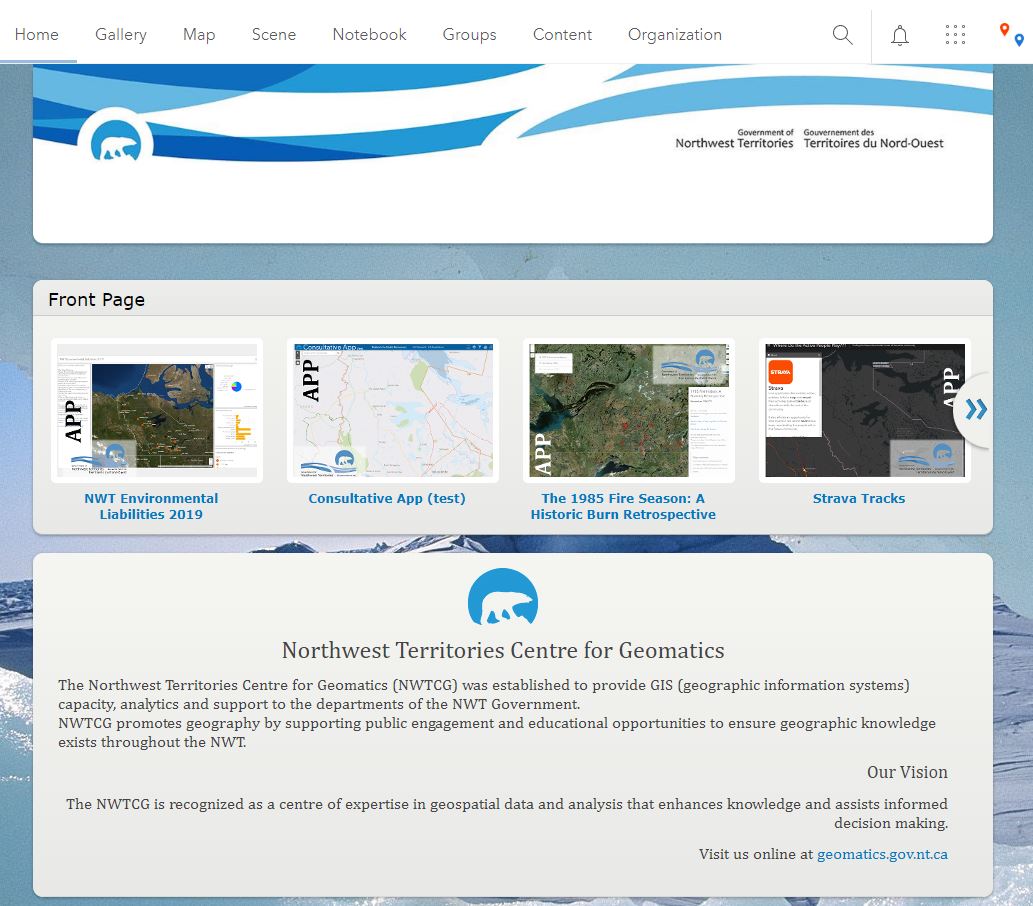 Home Gallery Map Scene Notebook Groups Content Organization
Government of Gouvernement des
Northwest Territories Territoires du Nord-Ouest
Front Page
APP
Consultative App
APP
APP
STRAVA
Strava
APP
NWT Environmental
Liabilities 2019
Consultative App (test)
The 1985 Fire Season: A
Historic Burn Retrospective
Strava Tracks
Northwest Territories Centre for Geomatics
The Northwest Territories Centre for Geomatics (NWTCG) was established to provide GIS (geographic information systems)
capacity, analytics and support to the departments of the NWT Government.
NWTCG promotes geography by supporting public engagement and educational opportunities to ensure geographic knowledge
exists throughout the NWT.
Our Vision
The NWTCG is recognized as a centre of expertise in geospatial data and analysis that enhances knowledge and assists informed
decision making.
Visit us online at geomatics.gov.nt.ca